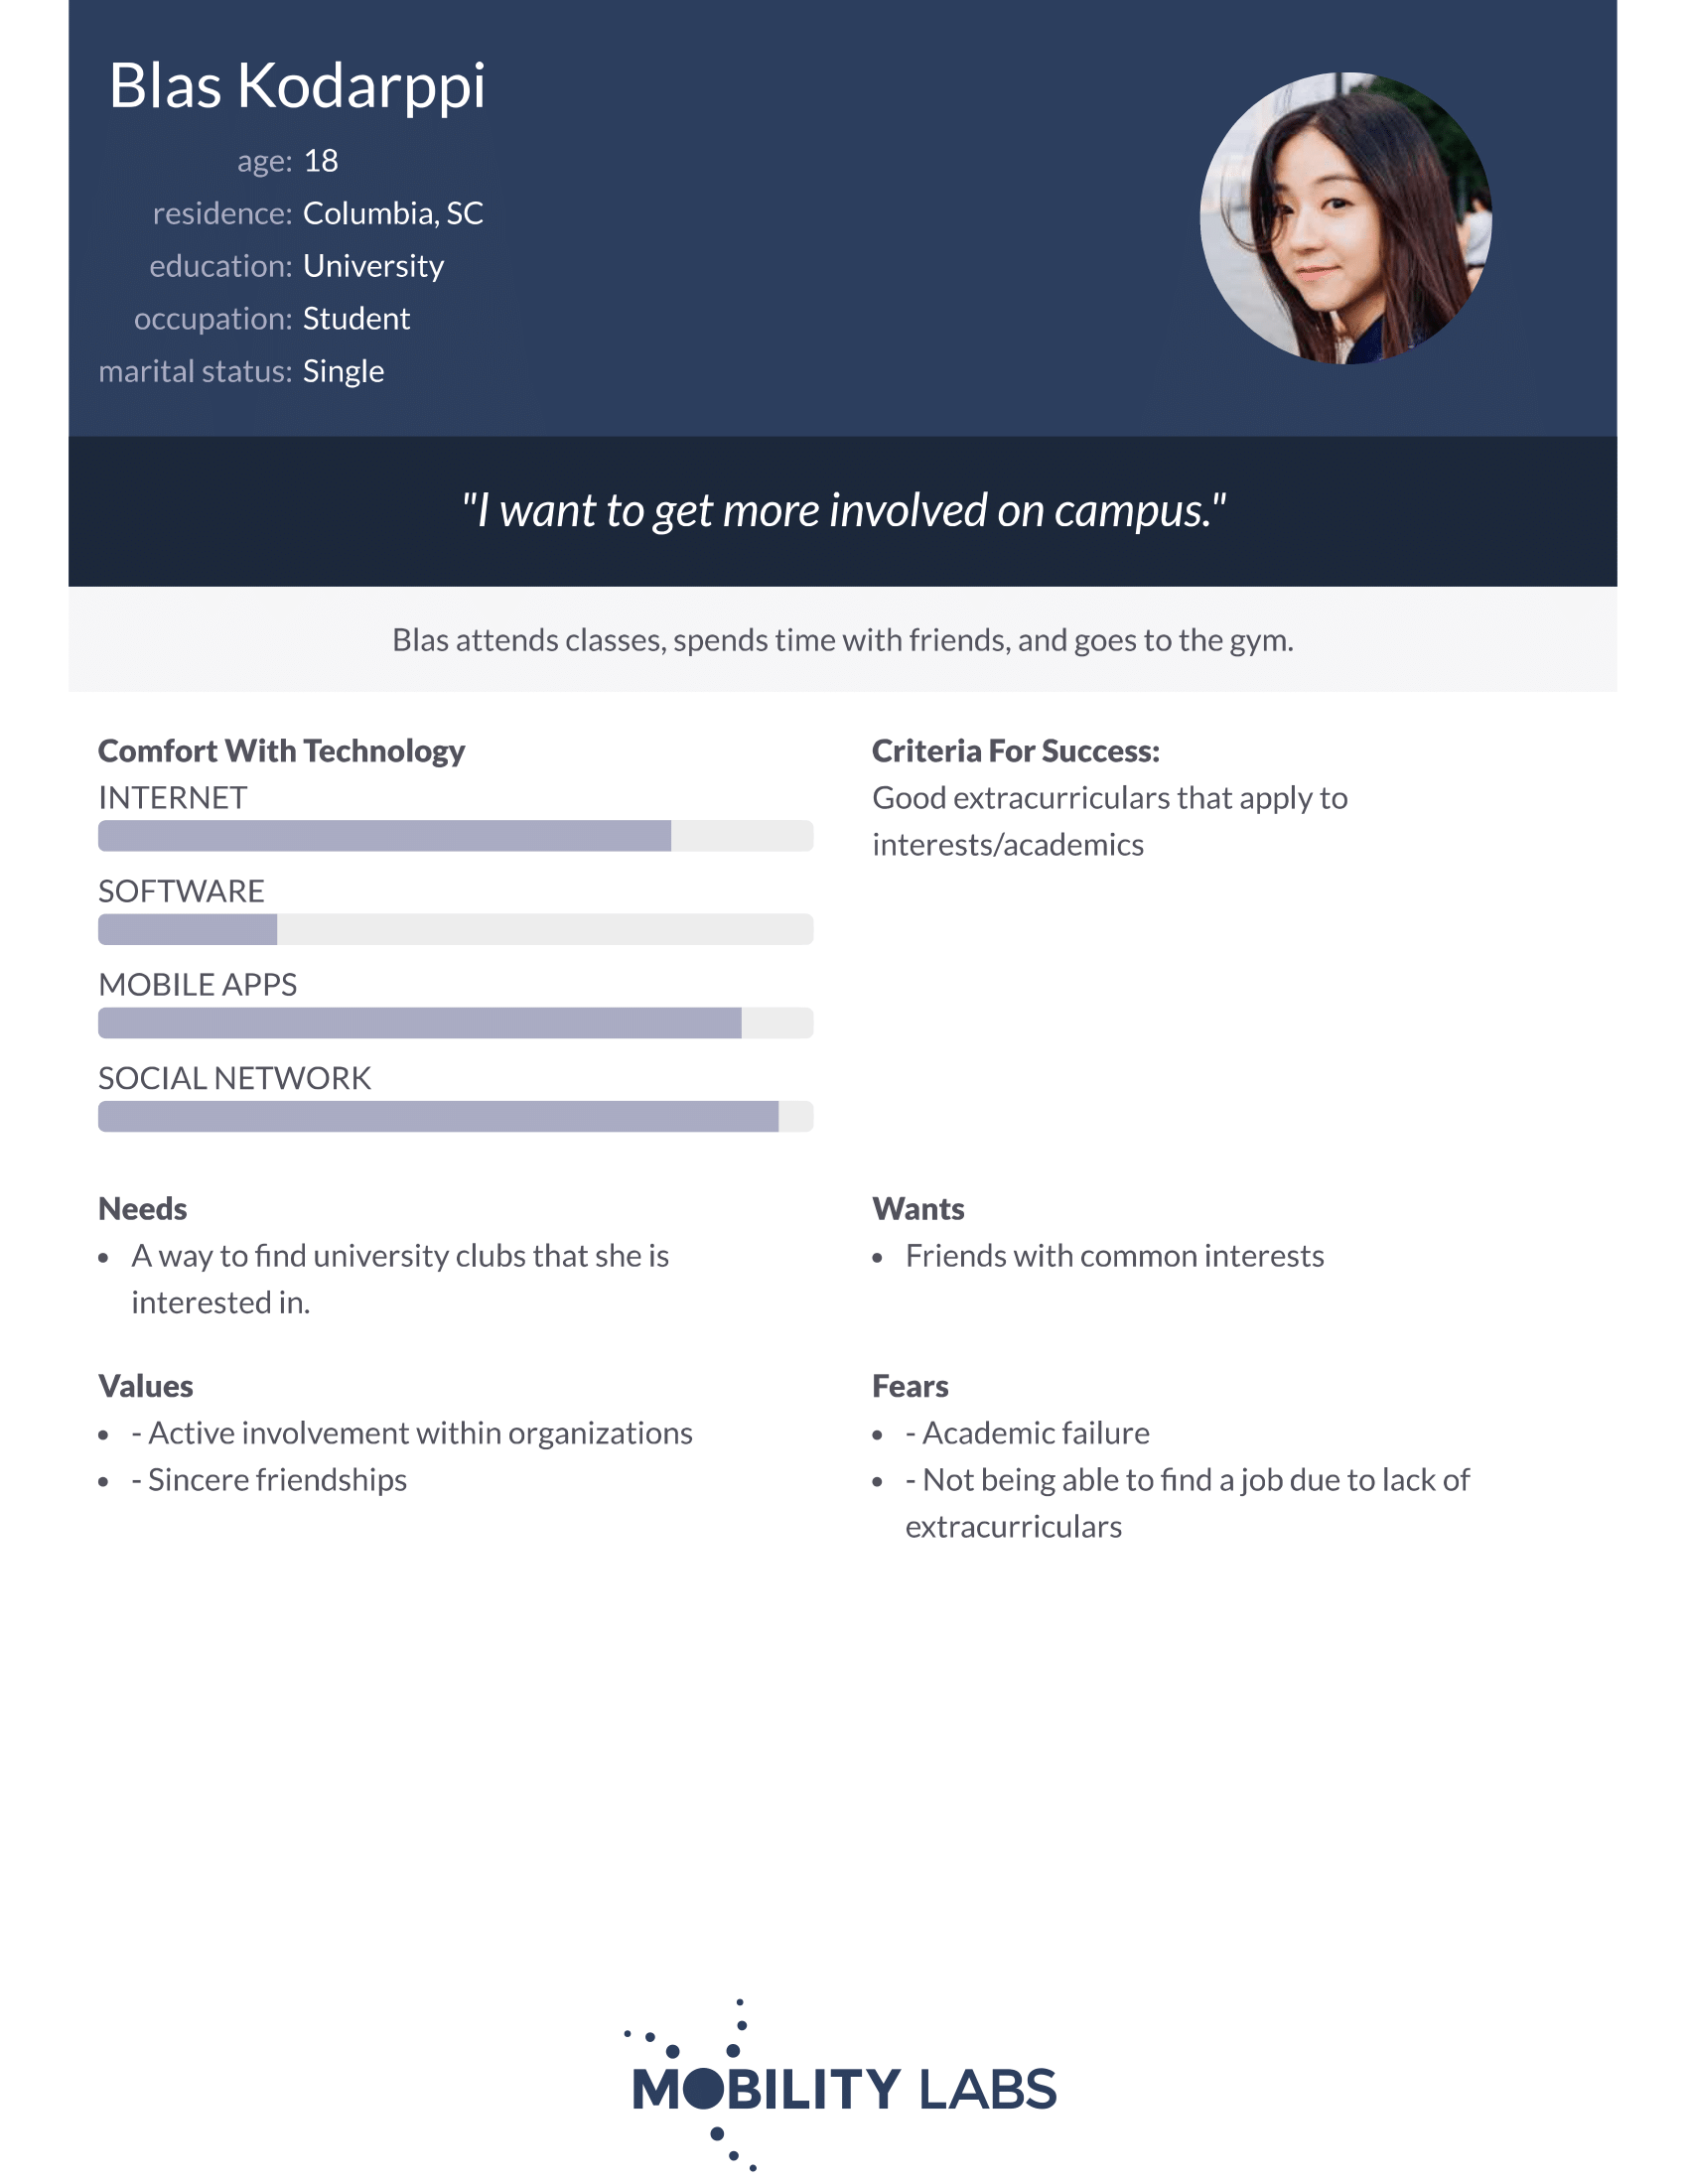 Blas Kodarppi
age: 18
residence: Columbia, SC
education: University
occupation: Student
marital status: Single
"I want to get more involved on campus."
Blas attends classes, spends time with friends, and goes to the gym.
Comfort With Technology
INTERNET
SOFTWARE
MOBILE APPS
SOCIAL NETWORK
Criteria For Success:
Good extracurriculars that apply to
interests/academics
Needs
• A way to find university clubs that she is
interested in.
Wants
• Friends with common interests
Values
• - Active involvement within organizations
• - Sincere friendships
Fears
• - Academic failure
• - Not being able to find a job due to lack of
extracurriculars
MOBILITY LABS